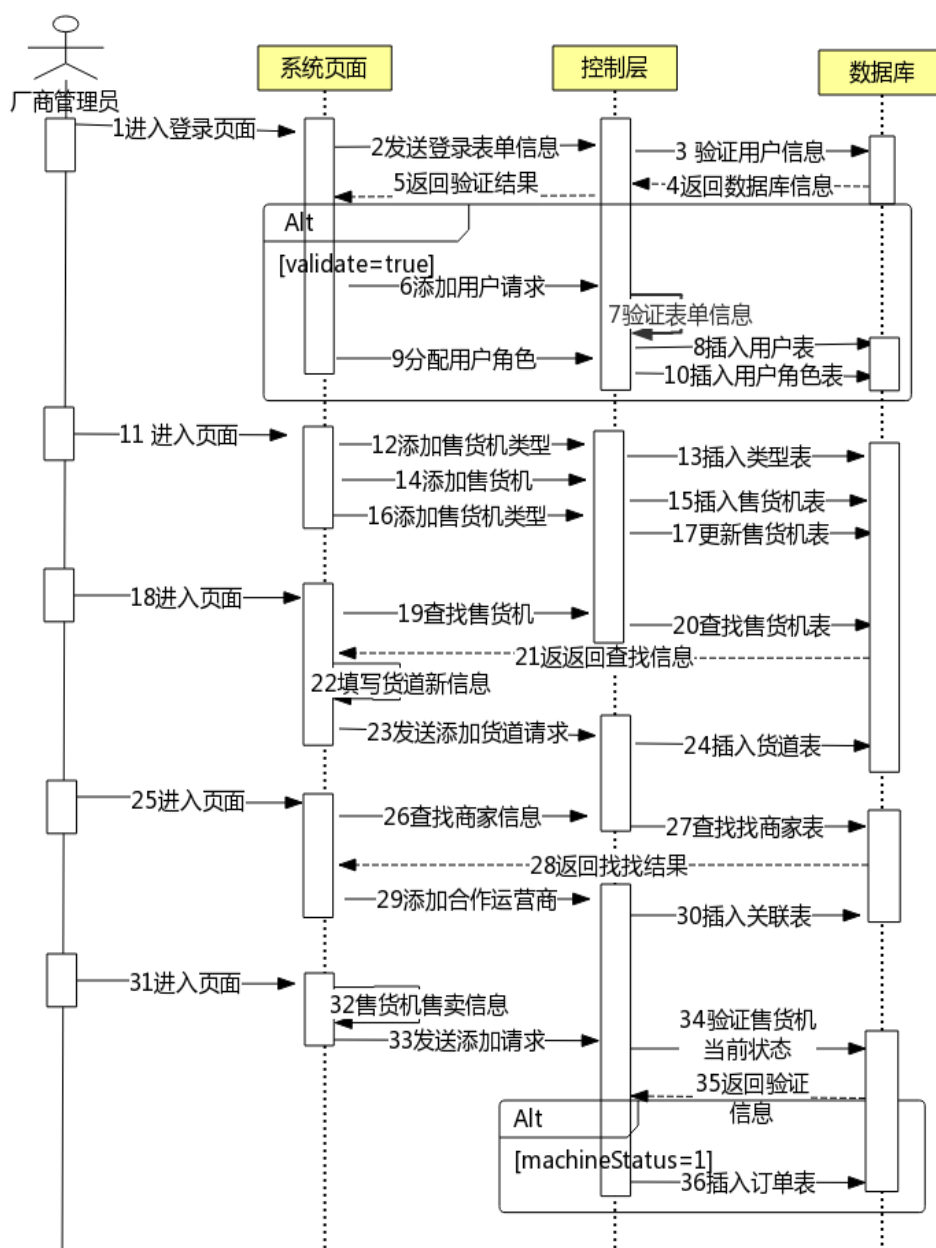 系统页面
控制层
数据库
厂商管理员
1进入登录页面
2发送登录表单信息
3 验证用户信息
4返回数据库信息
5返回验证结果
Alt
[validate=true]
6添加用户请求
7验证表单信息
8插入用户表
9分配用户角色
10插入用户角色表
11 进入页面
12添加售货机类型
13插入类型表
14添加售货机
15插入售货机表
16添加售货机类型
17更新售货机表
18进入页面
19查找售货机
20查找售货机表
21返返回查找信息
22填写货道新信息
23发送添加货道请求
24插入货道表
25进入页面
26查找商家信息
27查找找商家表
28返回找找结果
29添加合作运营商
30插入关联表
31进入页面
32售货机售卖信息
33发送添加请求
34验证售货机
当前状态
35返回验证
信息
Alt
[machineStatus=1]
36插入订单表